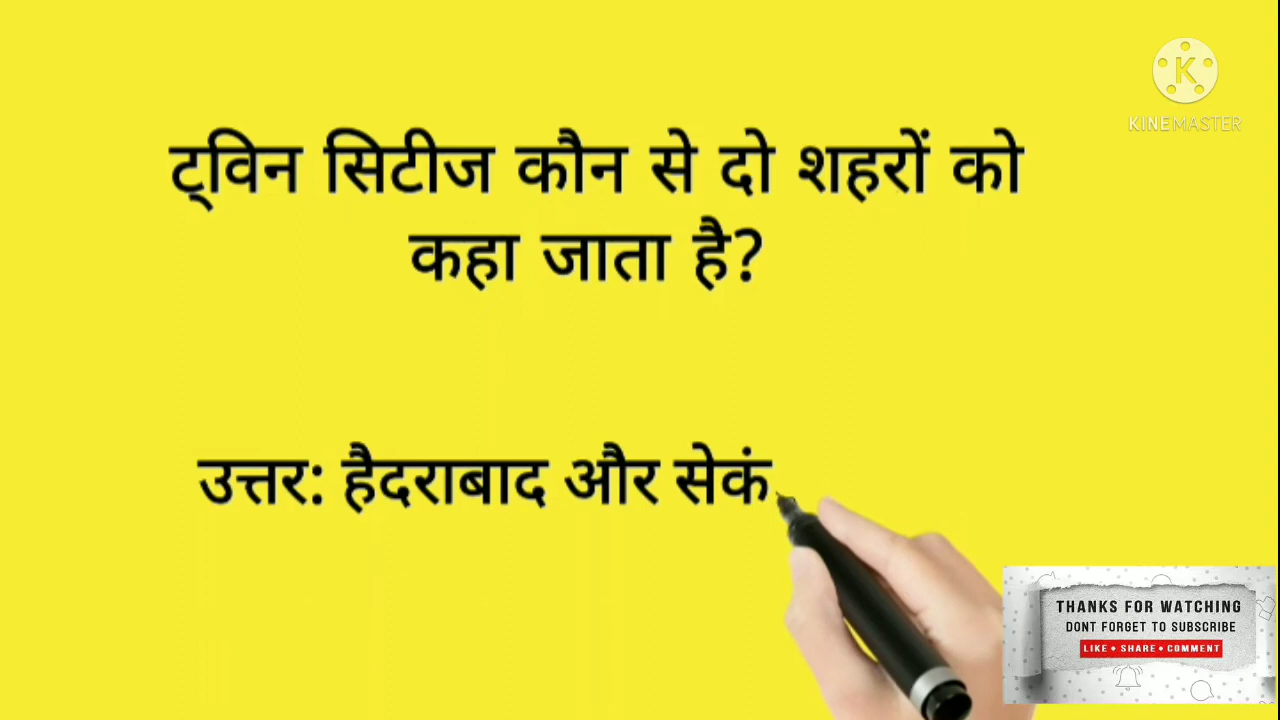 ट्विन सिटीज कौन से दो शहरों को
कहा जाता है?
उत्तर: हैदराबाद और सेकं
KINEMASTER
THANKS FOR WATCHING
DONT FORGET TO SUBSCRIBE
LIKE • SHARE • COMMENT